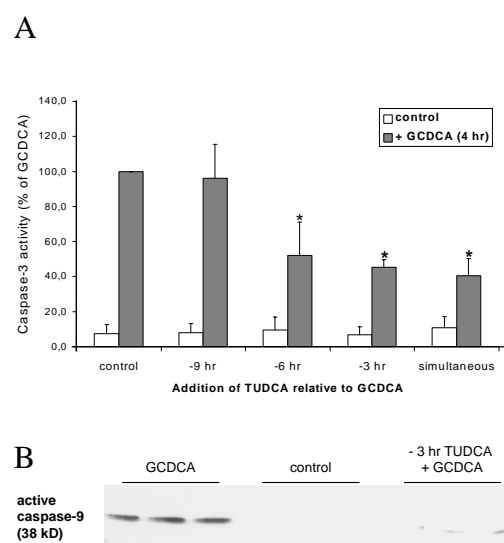 A
140,0
120,0
100,0
80,0
60,0
40,0
20,0
0,0
Caspase-3 activity (% of GCDCA)
control
+ GCDCA (4 hr)
*
*
*
control -9 hr -6 hr -3 hr simultaneous
Addition of TUDCA relative to GCDCA
B
GCDCA control - 3 hr TUDCA
+ GCDCA
active
caspase-9
(38 kD)